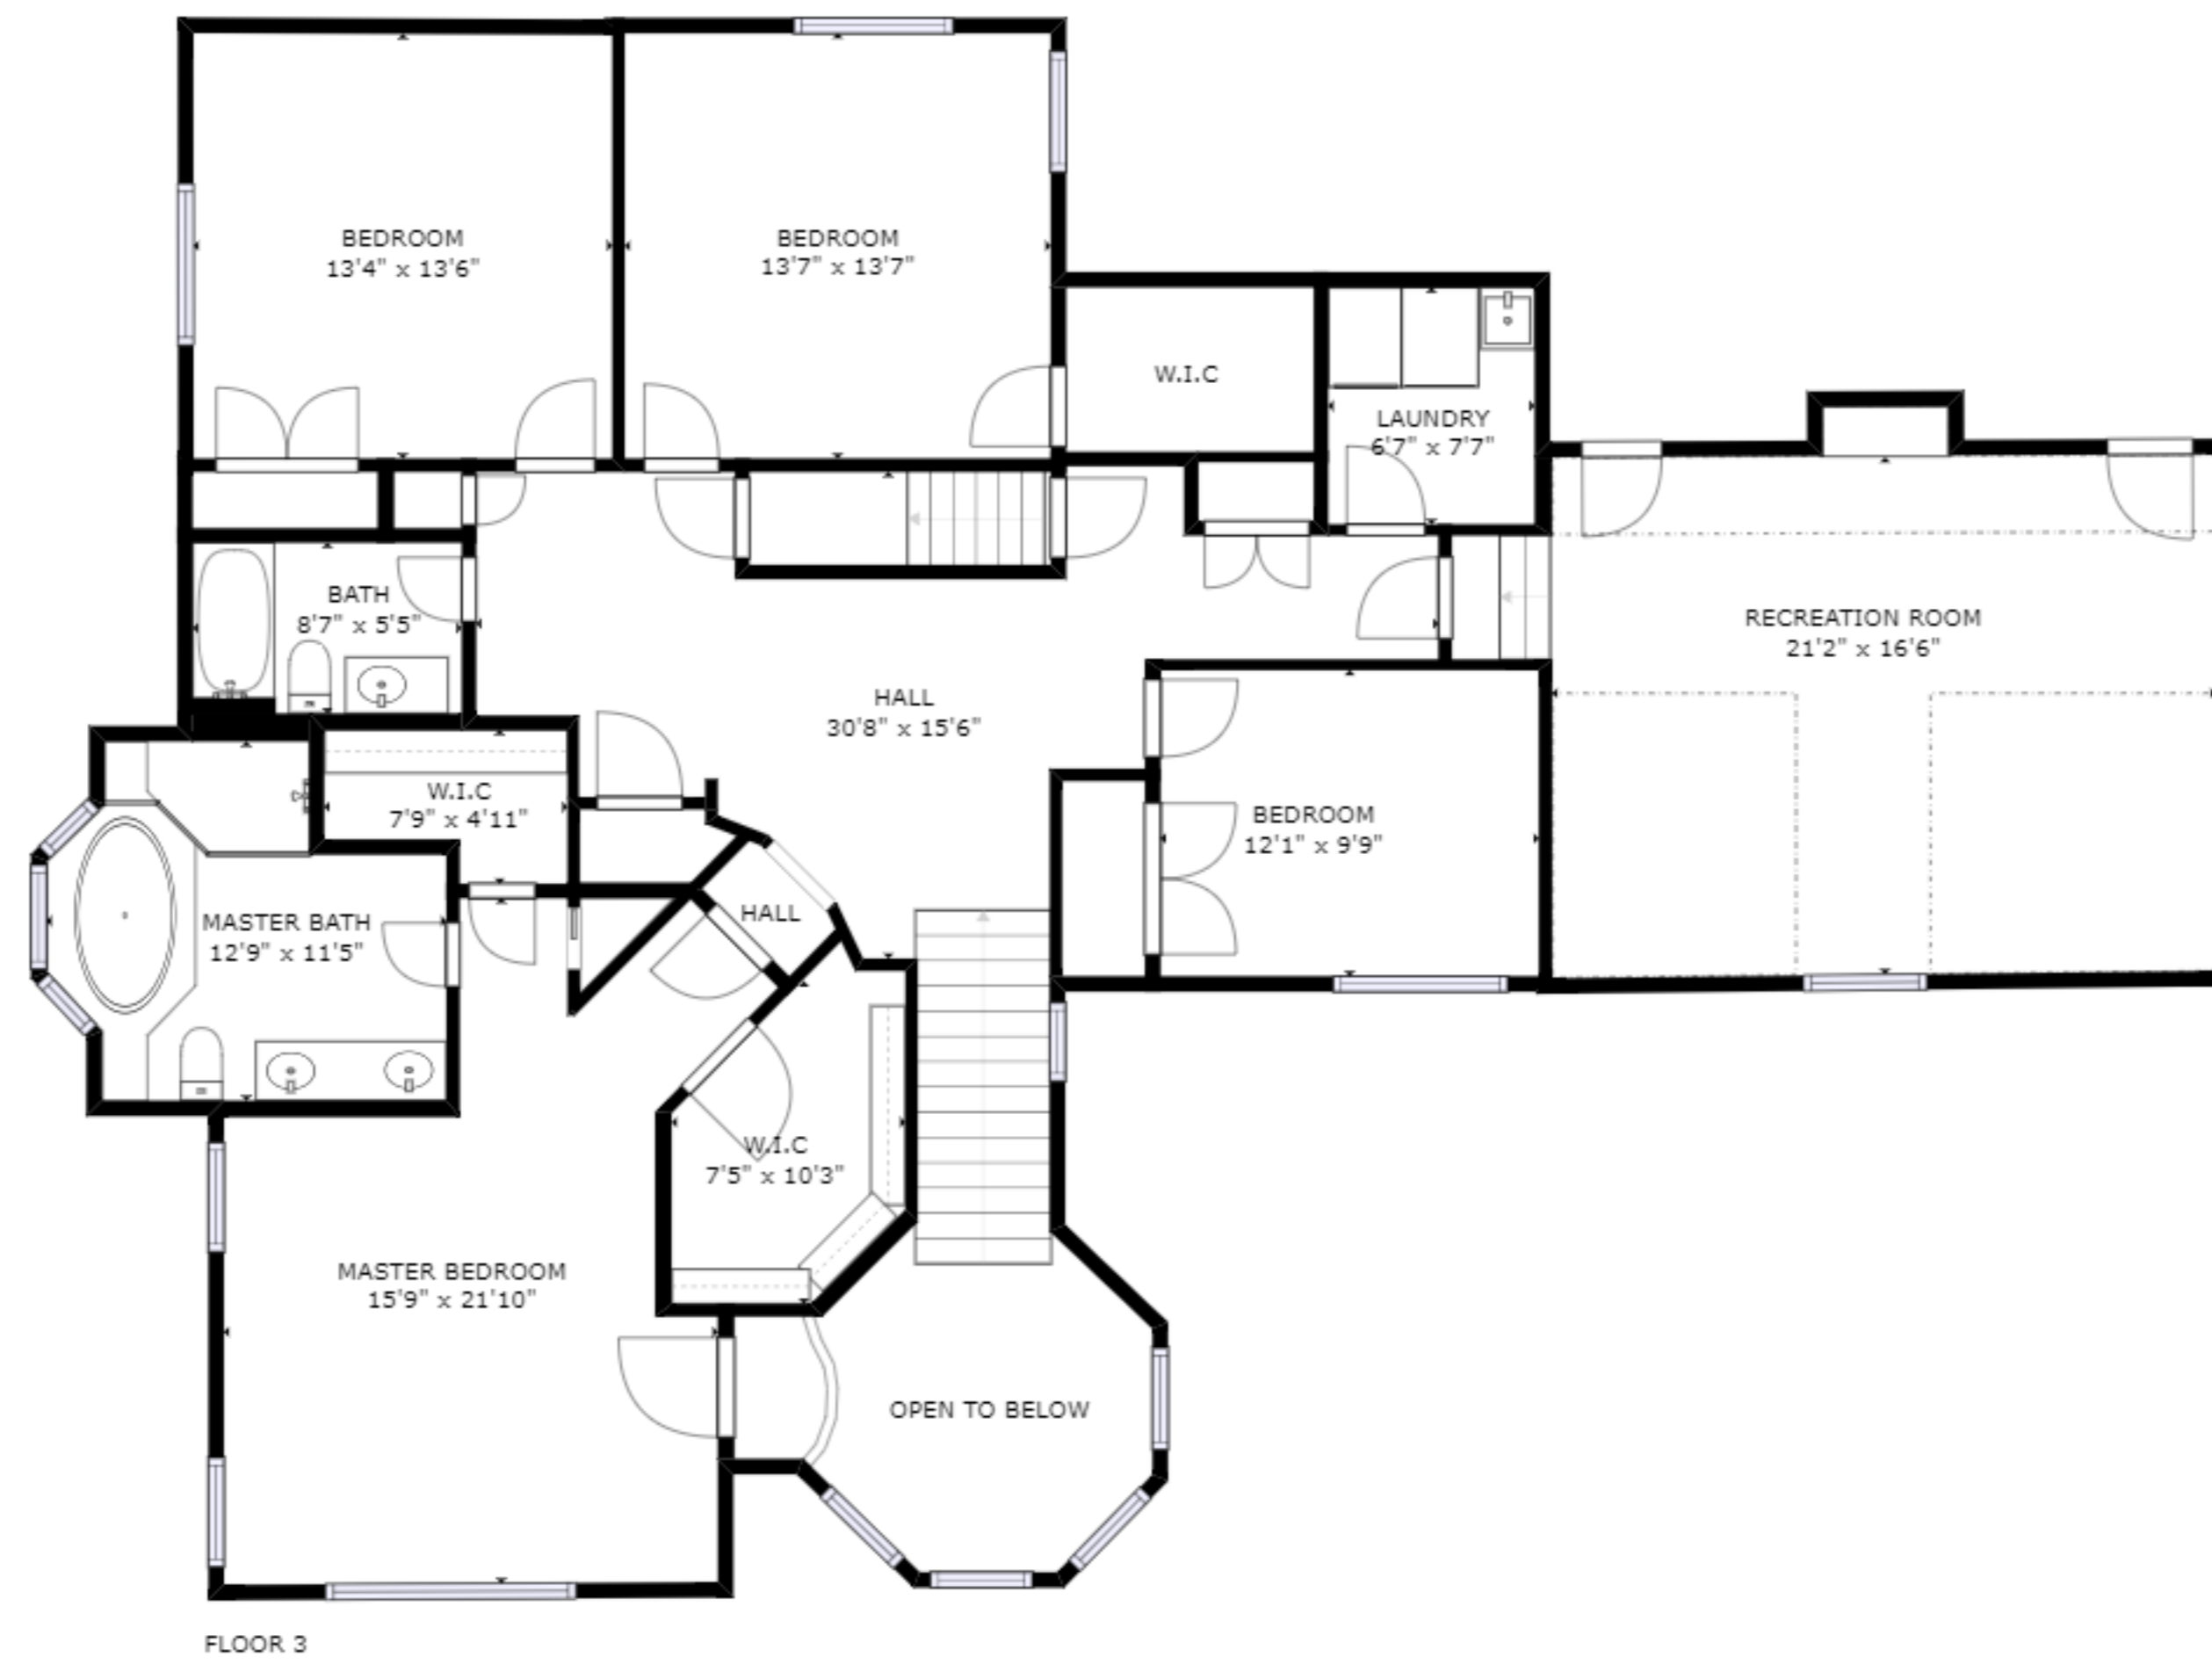 BEDROOM
13'4" x 13'6"
BEDROOM
13'7" x 13'7"
W.I.C
LAUNDRY
6'7" x 7'7"
BATH
8'7" x 5'5"
RECREATION ROOM
21'2" x 16'6"
HALL
30'8" x 15'6"
W.I.C
7'9" x 4'11"
BEDROOM
12'1" x 9'9"
HALL
MASTER BATH
12'9" x 11'5"
W.I.C
7'5" x 10'3"
MASTER BEDROOM
15'9" x 21'10"
OPEN TO BELOW
FLOOR 3